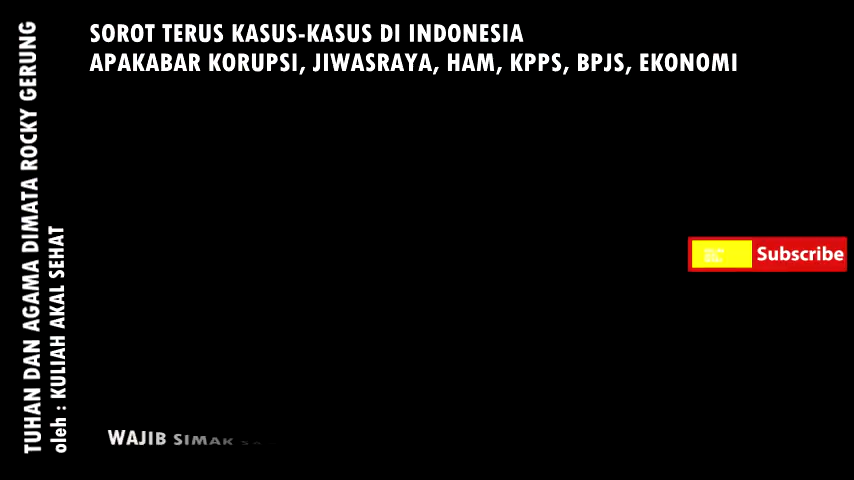 SOROT TERUS KASUS-KASUS DI INDONESIA
APAKABAR KORUPSI, JIWASRAYA, HAM, KPPS, BPJS, EKONOMI
TUHAN DAN AGAMA DIMATA ROCKY GERUNG
oleh : KULIAH AKAL SEHAT
Subscribe
WAJIB SIMAK